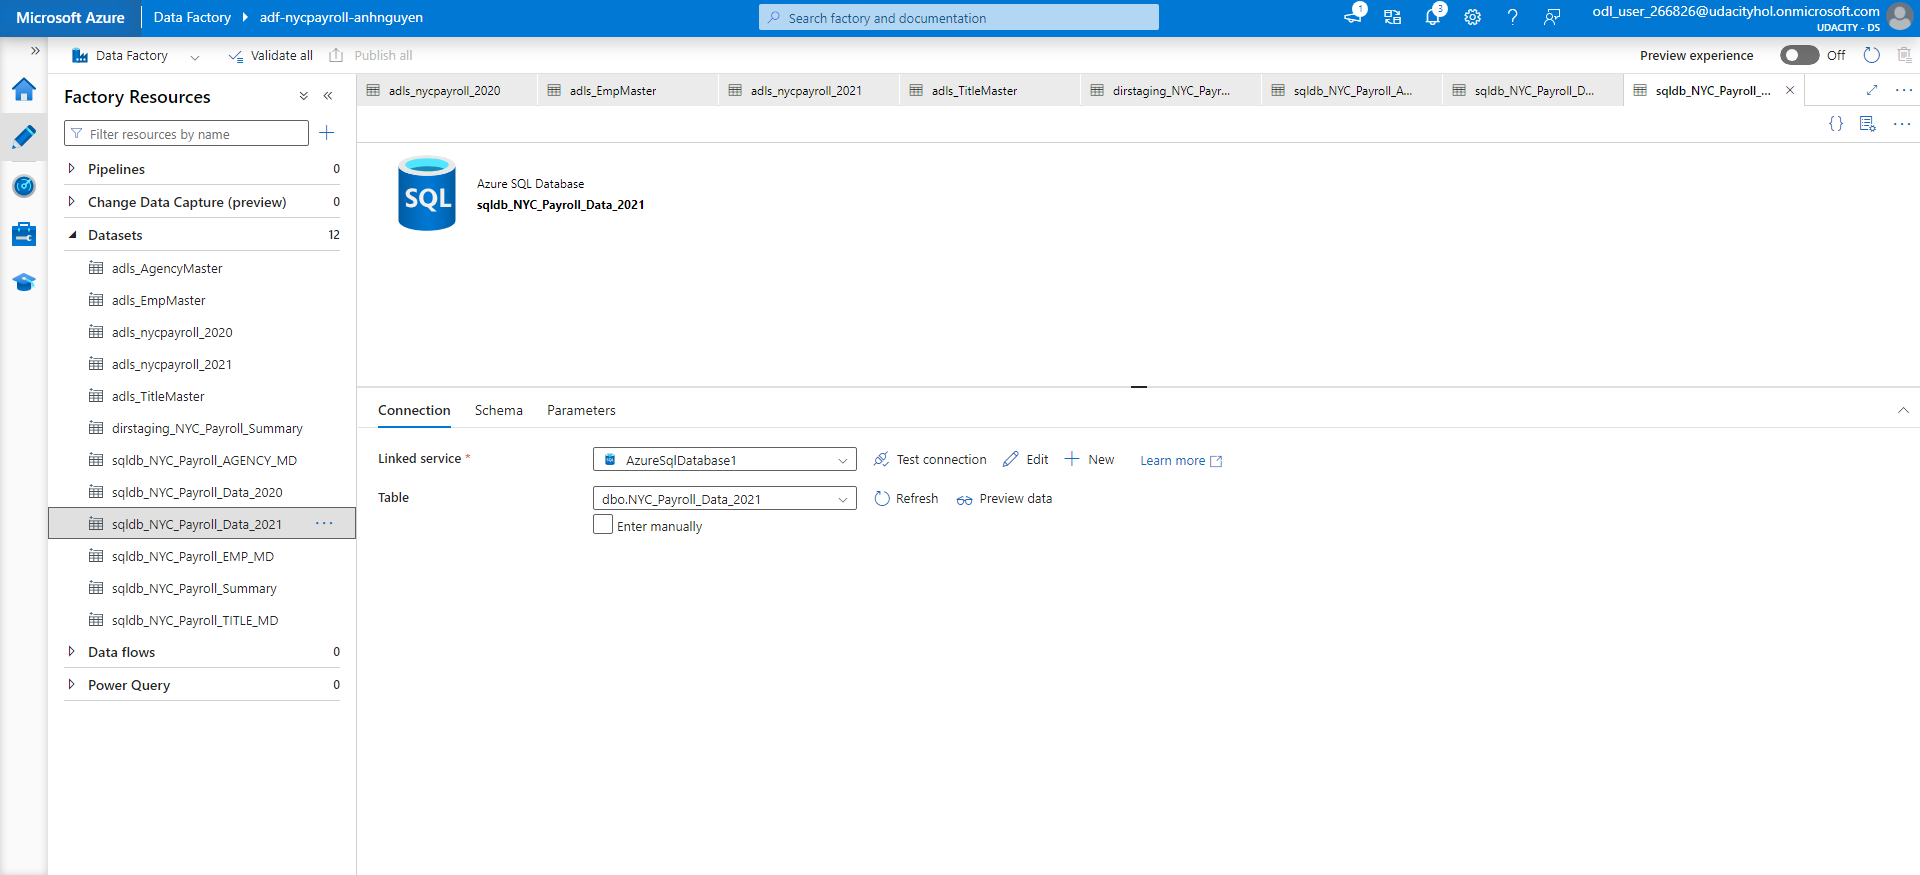 Microsoft Azure
Data Factory
adf-nycpayroll-anhnguyen
Search factory and documentation
1
3
odl_user_266826@udacityhol.onmicrosoft.com
UDACITY - DS
Data Factory
Validate all
Publish all
Preview experience
Off
Factory Resources
Filter resources by name
Pipelines 0
Change Data Capture (preview) 0
Datasets 12
adls_AgencyMaster
adls_EmpMaster
adls_nycpayroll_2020
adls_nycpayroll_2021
adls_TitleMaster
dirstaging_NYC_Payroll_Summary
sqldb_NYC_Payroll_AGENCY_MD
sqldb_NYC_Payroll_Data_2020
sqldb_NYC_Payroll_Data_2021
sqldb_NYC_Payroll_EMP_MD
sqldb_NYC_Payroll_Summary
sqldb_NYC_Payroll_TITLE_MD
Data flows 0
Power Query 0
adls_nycpayroll_2020
adls_EmpMaster
adls_nycpayroll_2021
adls_TitleMaster
dirstaging_NYC_Payr...
sqldb_NYC_Payroll_A...
sqldb_NYC_Payroll_D...
sqldb_NYC_Payroll_...
{}
SQL
Azure SQL Database
sqldb_NYC_Payroll_Data_2021
Connection
Schema
Parameters
Linked service *
AzureSqlDatabase1
Test connection
Edit
New
Learn more
Table
dbo.NYC_Payroll_Data_2021
Refresh
Preview data
Enter manually